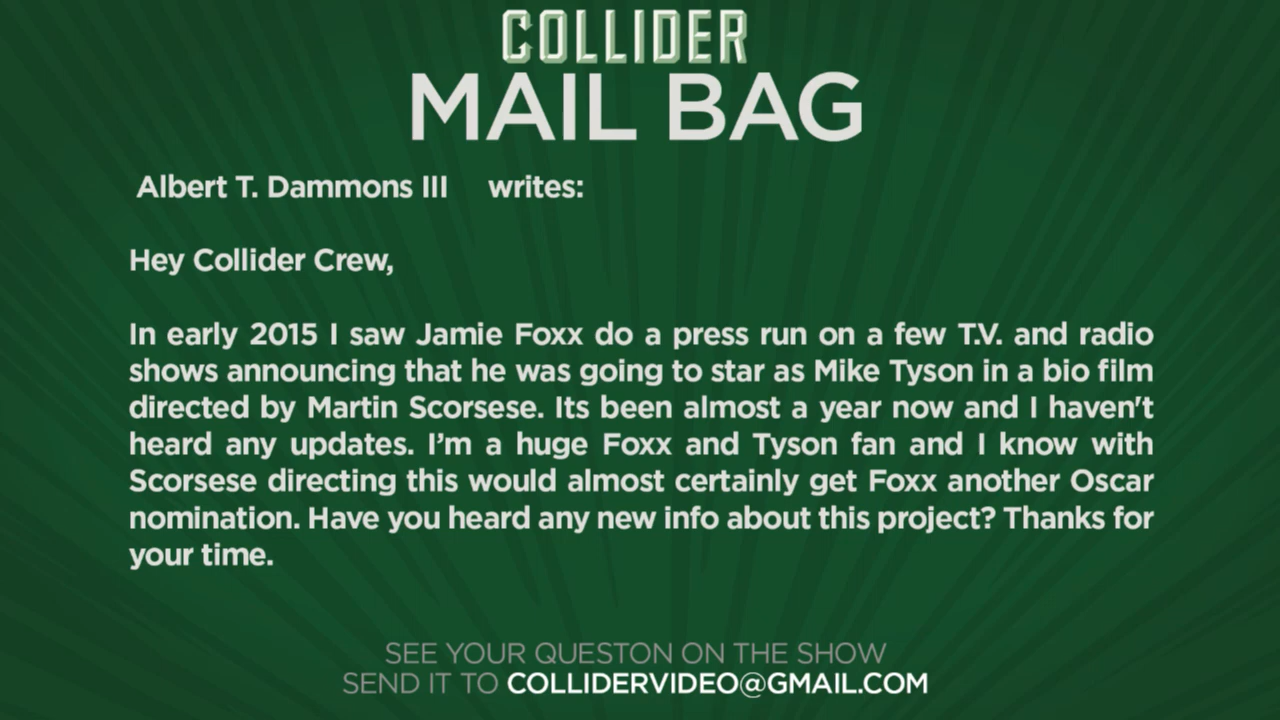 COLLIDER
MAIL BAG
Albert T. Dammons III writes:
Hey Collider Crew,
In early 2015 I saw Jamie Foxx do a press run on a few T.V. and radio
shows announcing that he was going to star as Mike Tyson in a bio film
directed by Martin Scorsese. Its been almost a year now and I haven't
heard any updates. I’m a huge Foxx and Tyson fan and I know with
Scorsese directing this would almost certainly get Foxx another Oscar
nomination. Have you heard any new info about this project? Thanks for
your time.
SEE YOUR QUESTON ON THE SHOW
SEND IT TO COLLIDERVIDEO@GMAIL.COM